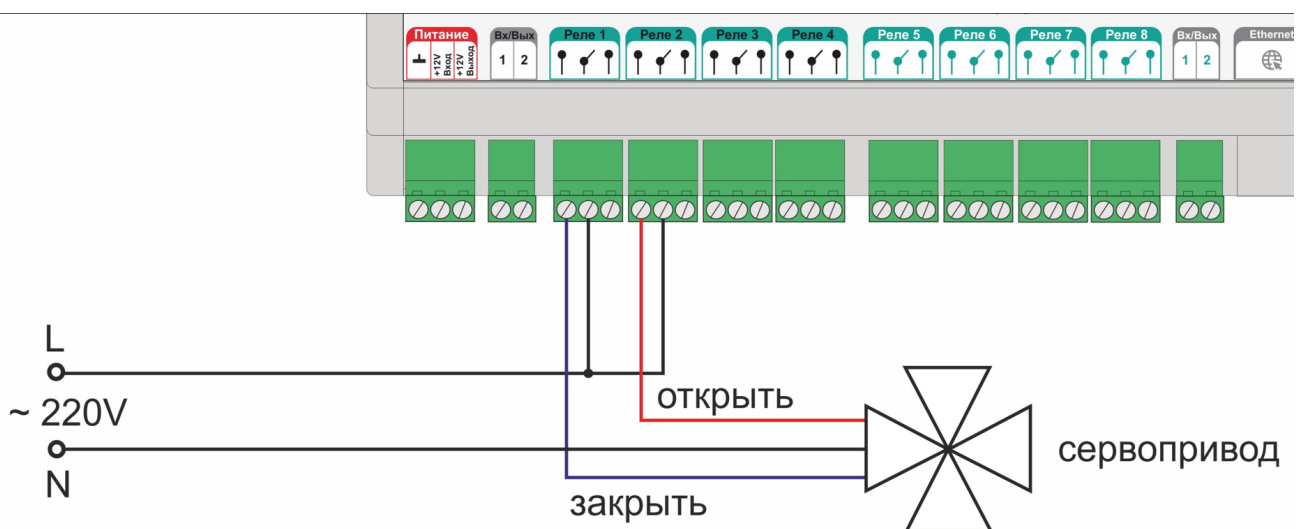 Питание Вх/Вых Реле 1 Реле 2 Реле 3 Реле 4 Реле 5 Реле 6 Реле 7 Реле 8 Вх/Вых Ethernet
+12V Вход
+12V Выход
1 2
1 2
L
~ 220V
N
открыть
сервопривод
закрыть